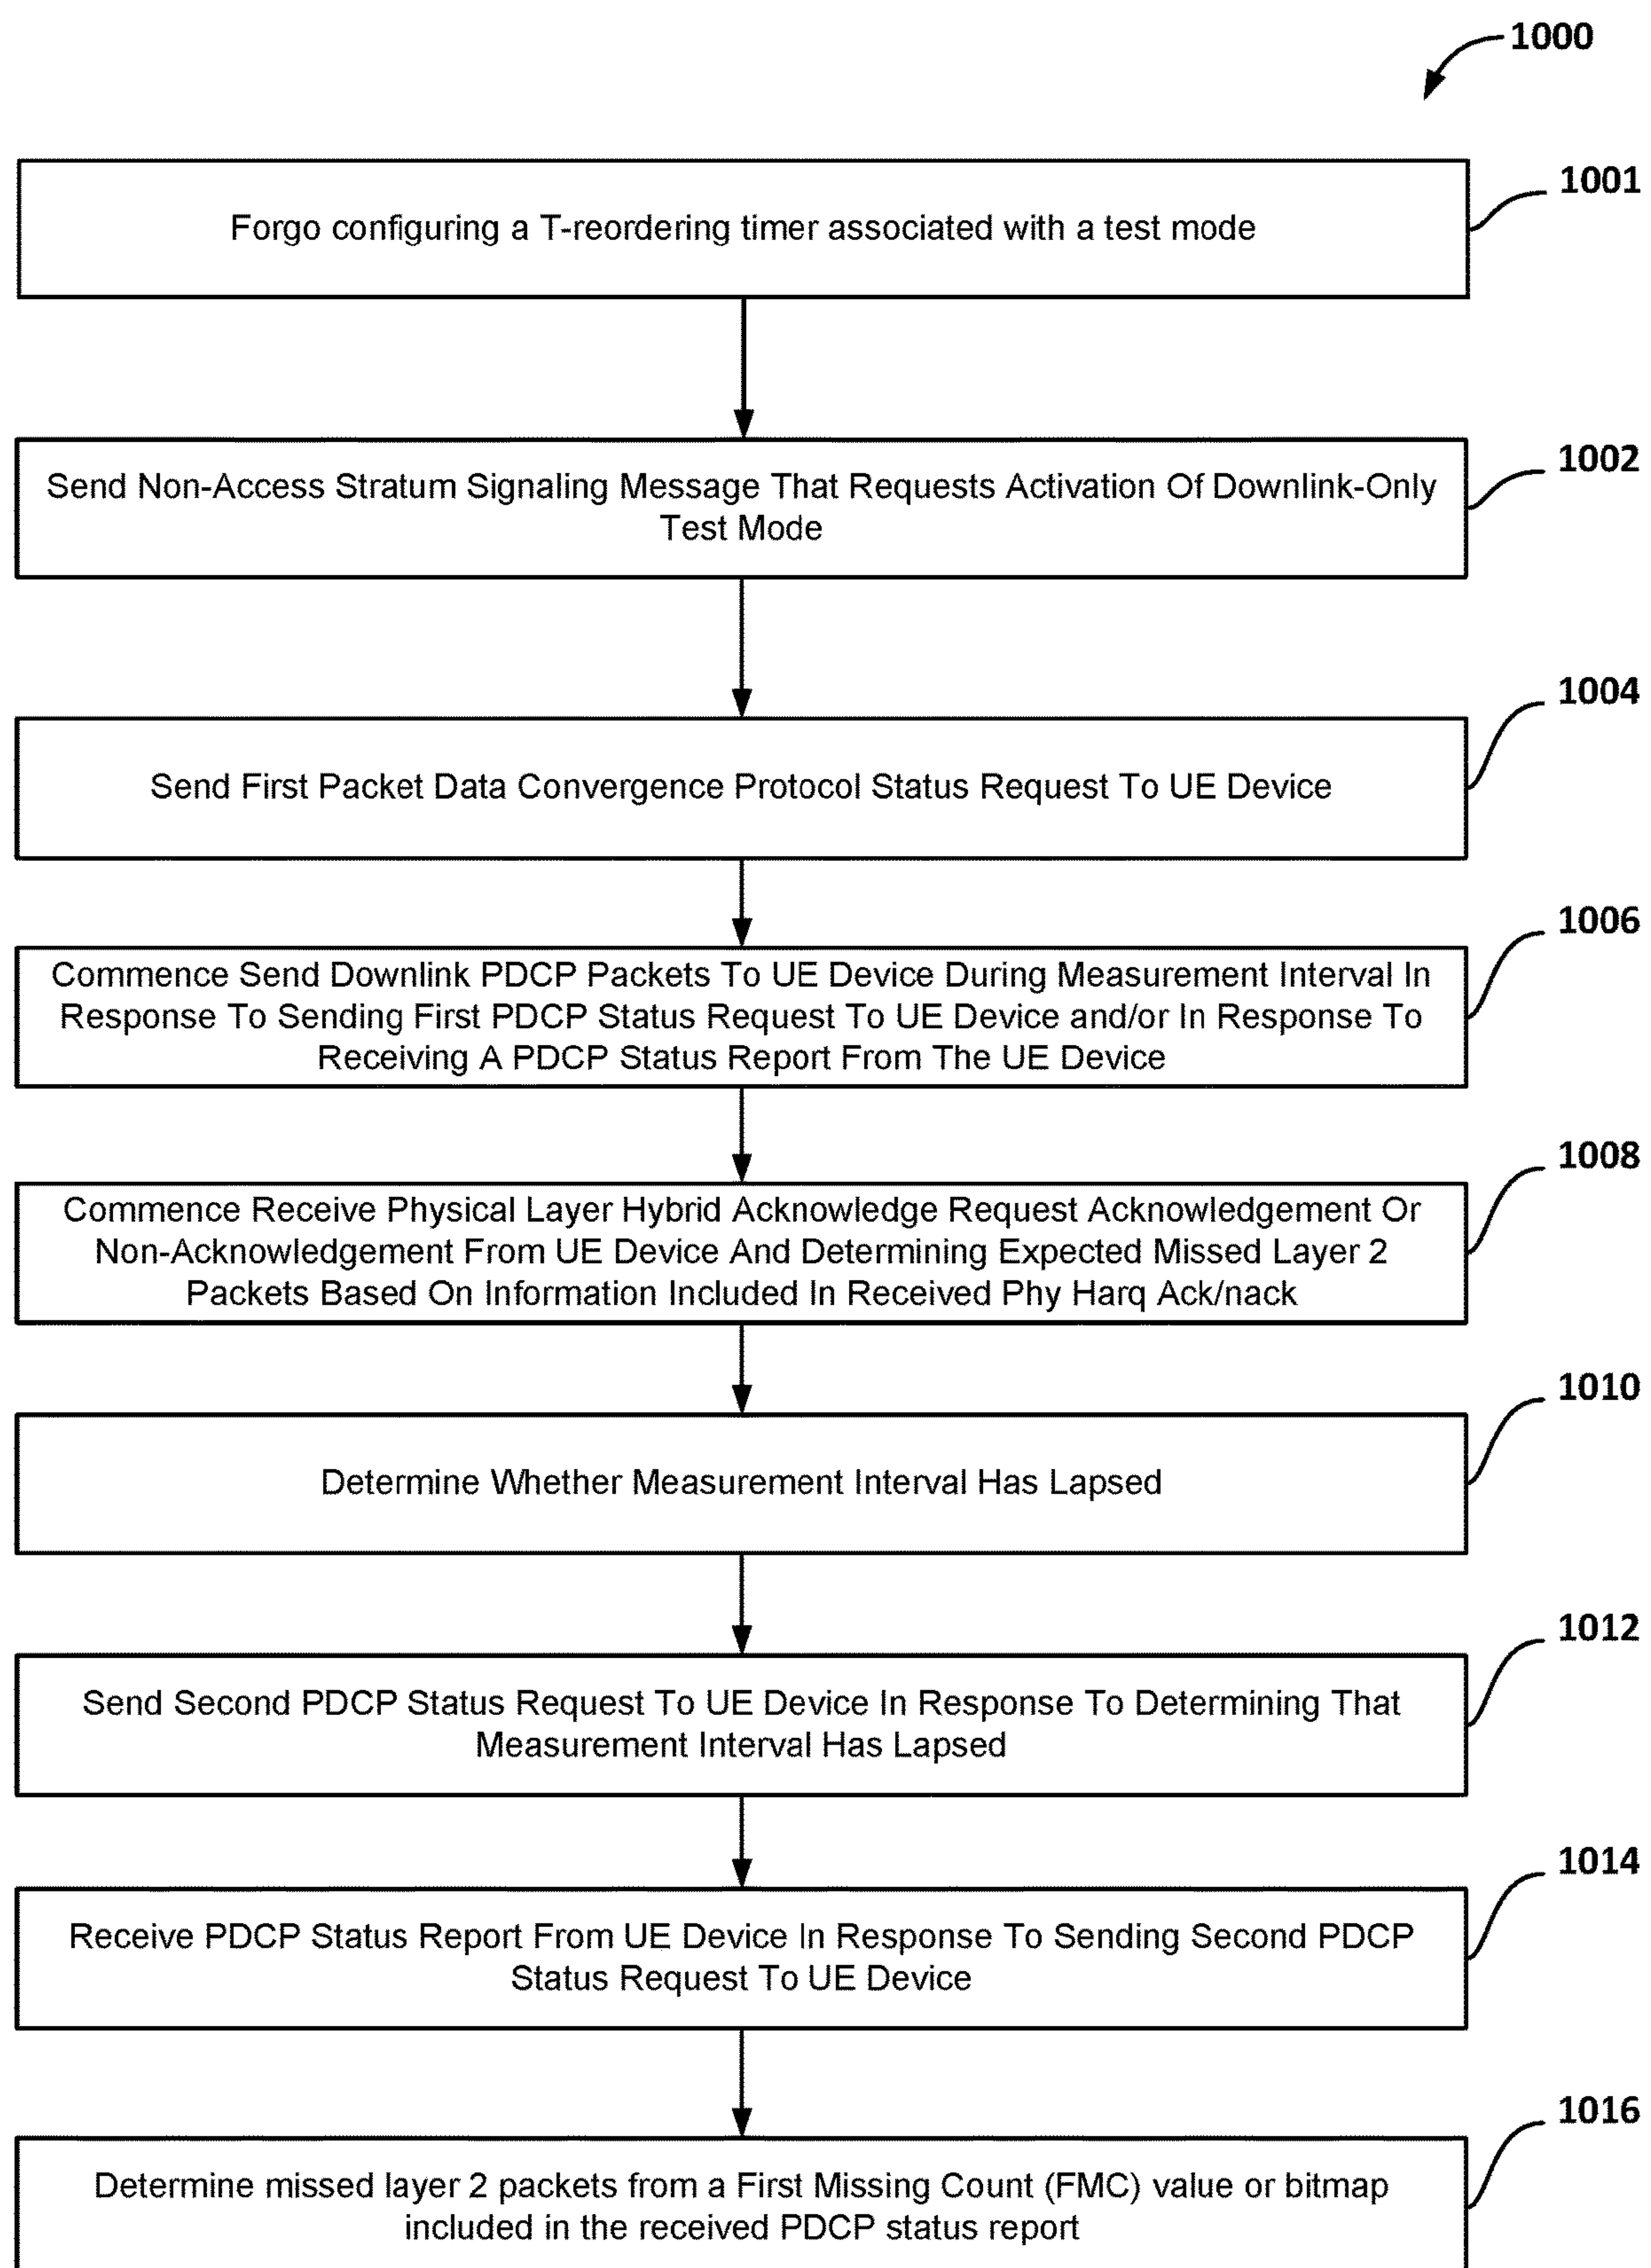 1000
1001
Forgo configuring a T-reordering timer associated with a test mode
1002
Send Non-Access Stratum Signaling Message That Requests Activation Of Downlink-Only
Test Mode
1004
Send First Packet Data Convergence Protocol Status Request To UE Device
1006
Commence Send Downlink PDCP Packets To UE Device During Measurement Interval In
Response To Sending First PDCP Status Request To UE Device and/or In Response To
Receiving A PDCP Status Report From The UE Device
1008
Commence Receive Physical Layer Hybrid Acknowledge Request Acknowledgement Or
Non-Acknowledgement From UE Device And Determining Expected Missed Layer 2
Packets Based On Information Included In Received Phy Harq Ack/nack
1010
Determine Whether Measurement Interval Has Lapsed
1012
Send Second PDCP Status Request To UE Device In Response To Determining That
Measurement Interval Has Lapsed
1014
Receive PDCP Status Report From UE Device In Response To Sending Second PDCP
Status Request To UE Device
1016
Determine missed layer 2 packets from a First Missing Count (FMC) value or bitmap
included in the received PDCP status report